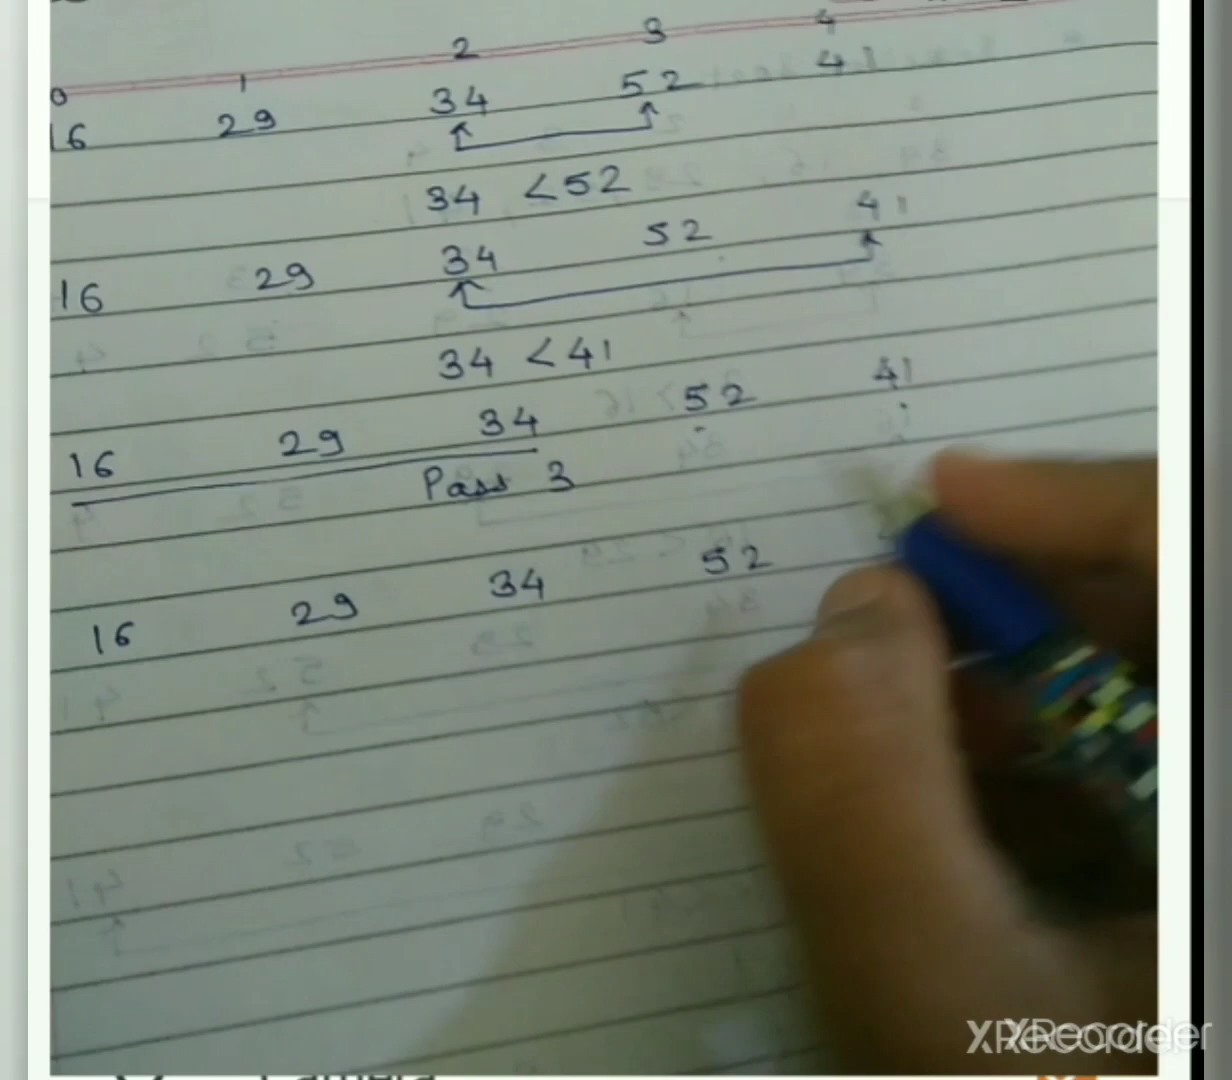 0 1 2 3 4
16 29 34 52 41
34 < 52
16 29 34 52 41
34 < 41
16 29 34 52 41
Pass 3
16 29 34 52
XRecorder